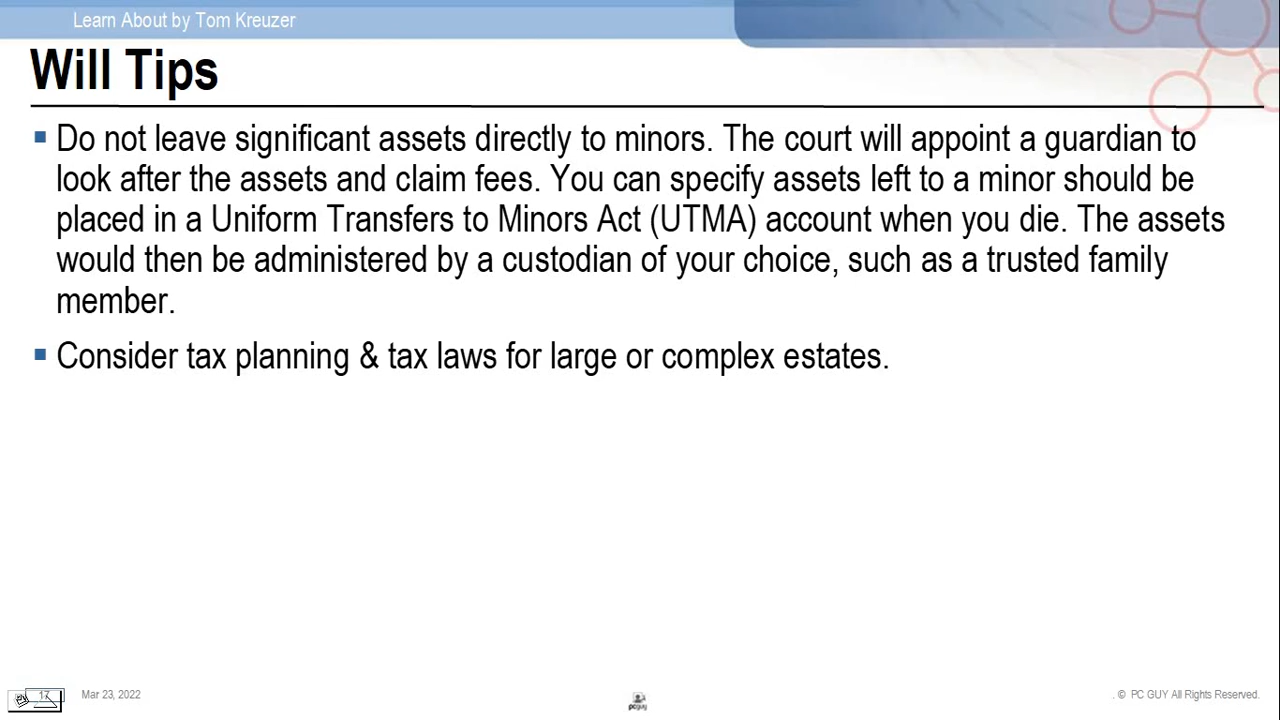 Learn About by Tom Kreuzer
Will Tips
Do not leave significant assets directly to minors. The court will appoint a guardian to
look after the assets and claim fees. You can specify assets left to a minor should be
placed in a Uniform Transfers to Minors Act (UTMA) account when you die. The assets
would then be administered by a custodian of your choice, such as a trusted family
member.
Consider tax planning & tax laws for large or complex estates.
17
Mar 23, 2022
pcguy
. © PC GUY All Rights Reserved.